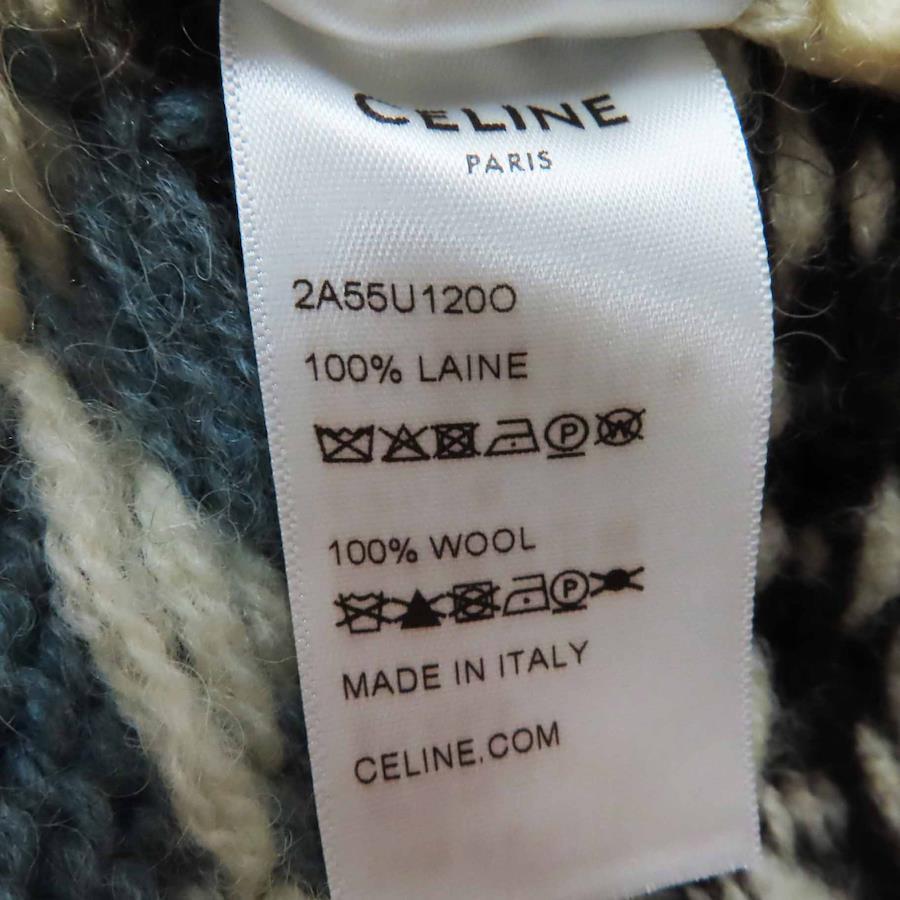 CELINE
PARIS
2A55U120O
100% LAINE
P W
100% WOOL
P
MADE IN ITALY
CELINE.COM